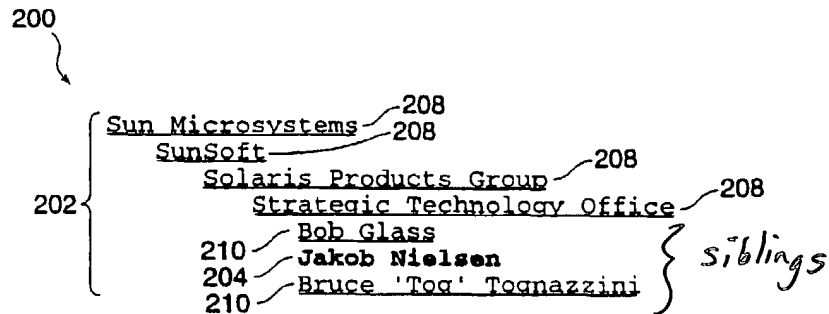 200
Sun Microsystems 208
SunSoft 208
Solaris Products Group 208
202 Strategic Technology Office 208
210 Bob Glass
204 Jakob Nielsen siblings
210 Bruce 'Tog' Tognazzini